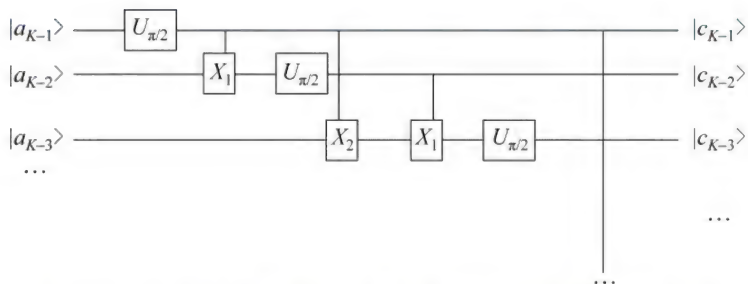 |a_{K–1}⟩ U_{π/2} |c_{K–1}⟩
|a_{K–2}⟩ X_1 U_{π/2} |c_{K–2}⟩
|a_{K–3}⟩ X_2 X_1 U_{π/2} |c_{K–3}⟩
...
...
...